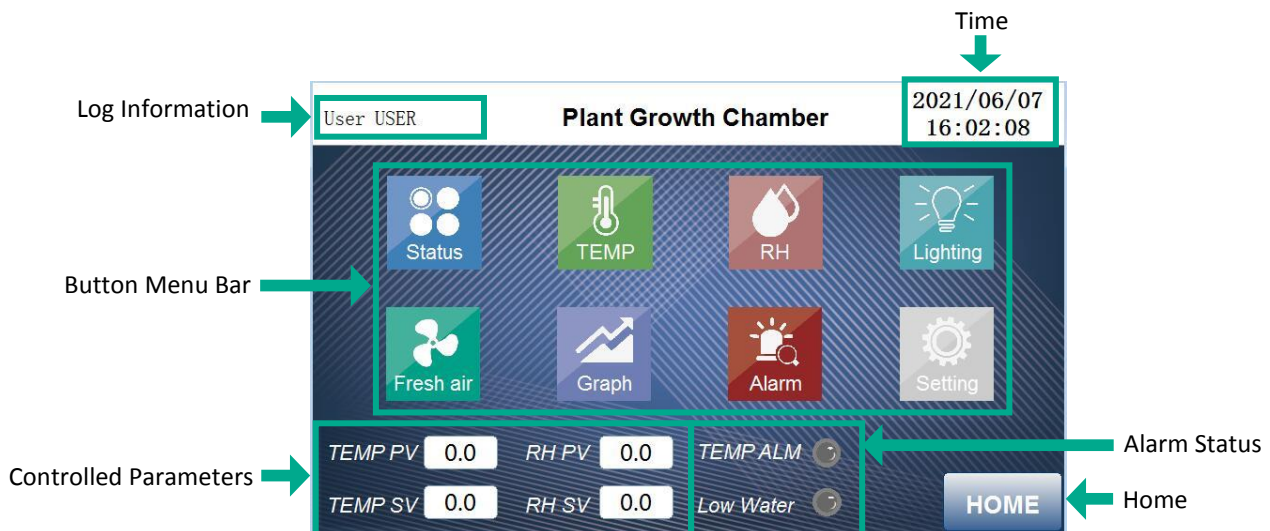 Time
Log Information
User USER
Plant Growth Chamber
2021/06/07
16:02:08
Status
TEMP
RH
Lighting
Button Menu Bar
Fresh air
Graph
Alarm
Setting
TEMP PV 0.0 RH PV 0.0 TEMP ALM
Alarm Status
Controlled Parameters
TEMP SV 0.0 RH SV 0.0 Low Water
HOME
Home